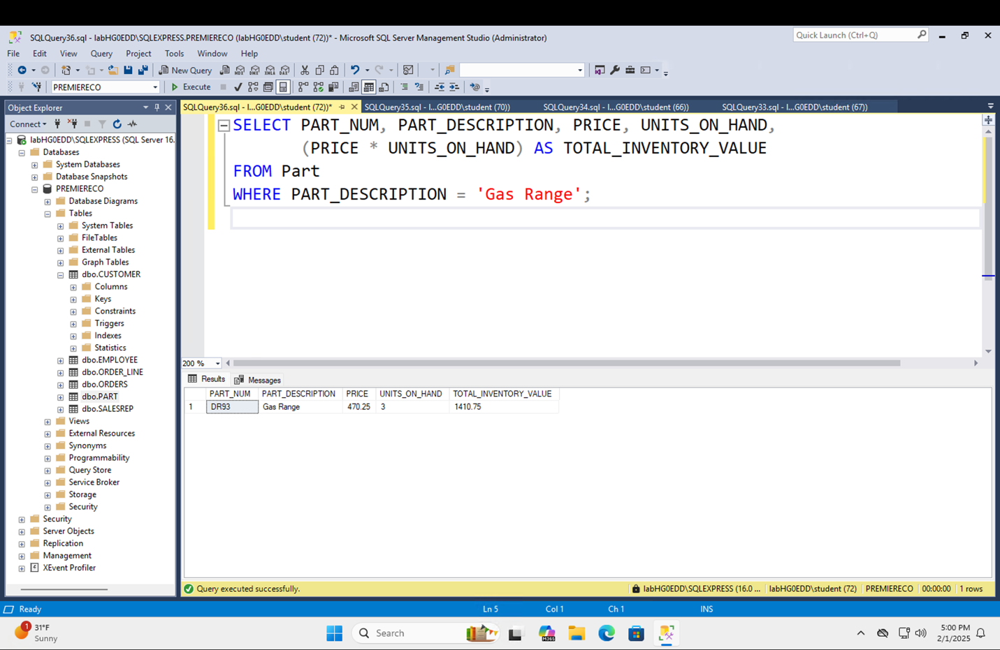 SQLQuery36.sql - labHG0EDD\SQLEXPRESS.PREMIERECO (labHG0EDD\student (72))* - Microsoft SQL Server Management Studio (Administrator)
Quick Launch (Ctrl+Q)
File Edit View Query Project Tools Window Help
New Query MDX DMX XMLA DAX
PREMIERECO Execute
Object Explorer
SQLQuery36.sql - l...G0EDD\student (72))* SQLQuery35.sql - l...G0EDD\student (70)) SQLQuery34.sql - l...G0EDD\student (66)) SQLQuery33.sql - l...G0EDD\student (67))
Connect
labHG0EDD\SQLEXPRESS (SQL Server 16.
Databases
System Databases
Database Snapshots
PREMIERECO
Database Diagrams
Tables
System Tables
FileTables
External Tables
Graph Tables
dbo.CUSTOMER
Columns
Keys
Constraints
Triggers
Indexes
Statistics
dbo.EMPLOYEE
dbo.ORDER_LINE
dbo.ORDERS
dbo.PART
dbo.SALESREP
Views
External Resources
Synonyms
Programmability
Query Store
Service Broker
Storage
Security
Security
Server Objects
Replication
Management
XEvent Profiler
SELECT PART_NUM, PART_DESCRIPTION, PRICE, UNITS_ON_HAND,
(PRICE * UNITS_ON_HAND) AS TOTAL_INVENTORY_VALUE
FROM Part
WHERE PART_DESCRIPTION = 'Gas Range';
200 %
Results Messages
PART_NUM PART_DESCRIPTION PRICE UNITS_ON_HAND TOTAL_INVENTORY_VALUE
1 DR93 Gas Range 470.25 3 1410.75
Query executed successfully. labHG0EDD\SQLEXPRESS (16.0 ... labHG0EDD\student (72) PREMIERECO 00:00:00 1 rows
Ready Ln 5 Col 1 Ch 1 INS
1 31°F
Sunny
Search
M365
5:00 PM
2/1/2025